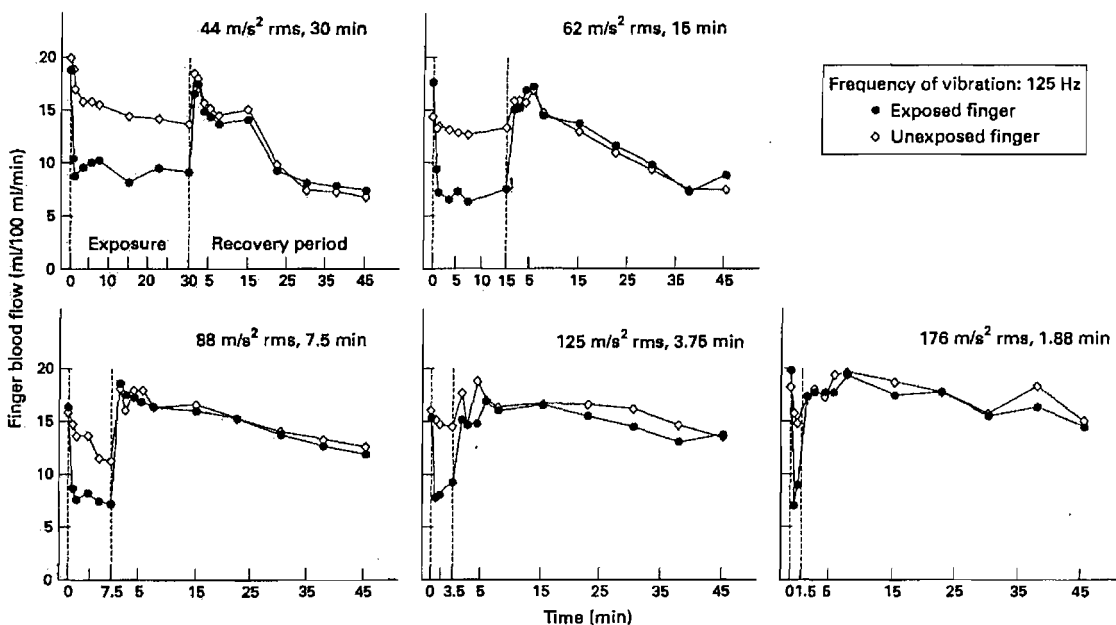 44 m/s² rms, 30 min
62 m/s² rms, 15 min
Frequency of vibration: 125 Hz
Exposed finger
Unexposed finger
20
15
10
5
0
Exposure
Recovery period
0 10 20 30 5 15 25 35 45
0 5 10 15 5 15 25 35 45
Finger blood flow (ml/100 ml/min)
88 m/s² rms, 7.5 min
125 m/s² rms, 3.75 min
176 m/s² rms, 1.88 min
20
15
10
5
0
0 7.5 5 15 25 35 45
0 3.5 5 15 25 35 45
0 1.5 5 15 25 35 45
Time (min)